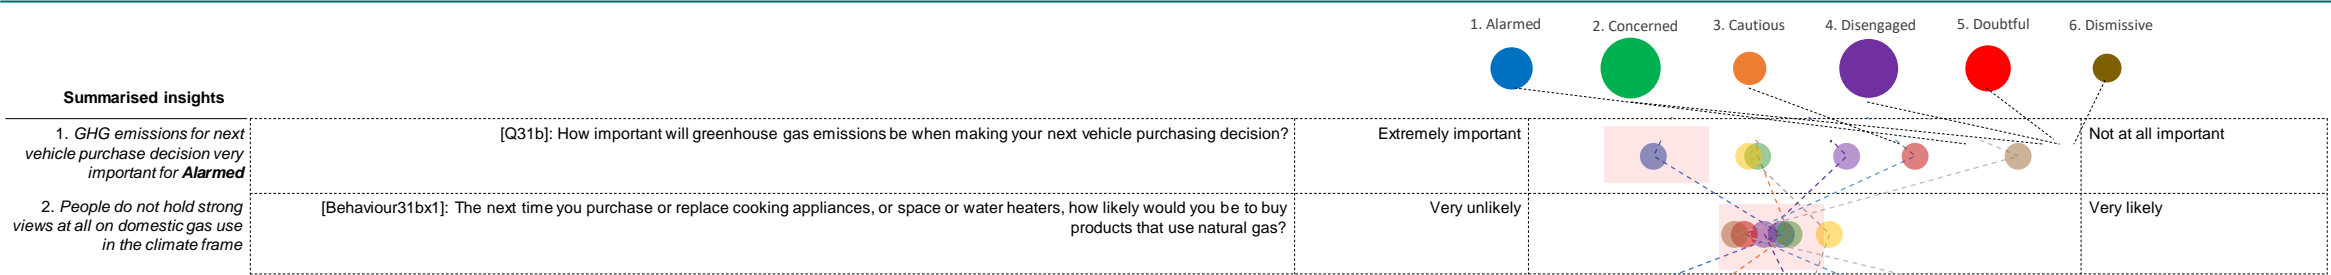 1. Alarmed
2. Concerned
3. Cautious
4. Disengaged
5. Doubtful
6. Dismissive
Summarised insights
1. GHG emissions for next
vehicle purchase decision very
important for Alarmed
[Q31b]: How important will greenhouse gas emissions be when making your next vehicle purchasing decision?
Extremely important
Not at all important
2. People do not hold strong
views at all on domestic gas use
in the climate frame
[Behaviour31bx1]: The next time you purchase or replace cooking appliances, or space or water heaters, how likely would you be to buy
products that use natural gas?
Very unlikely
Very likely